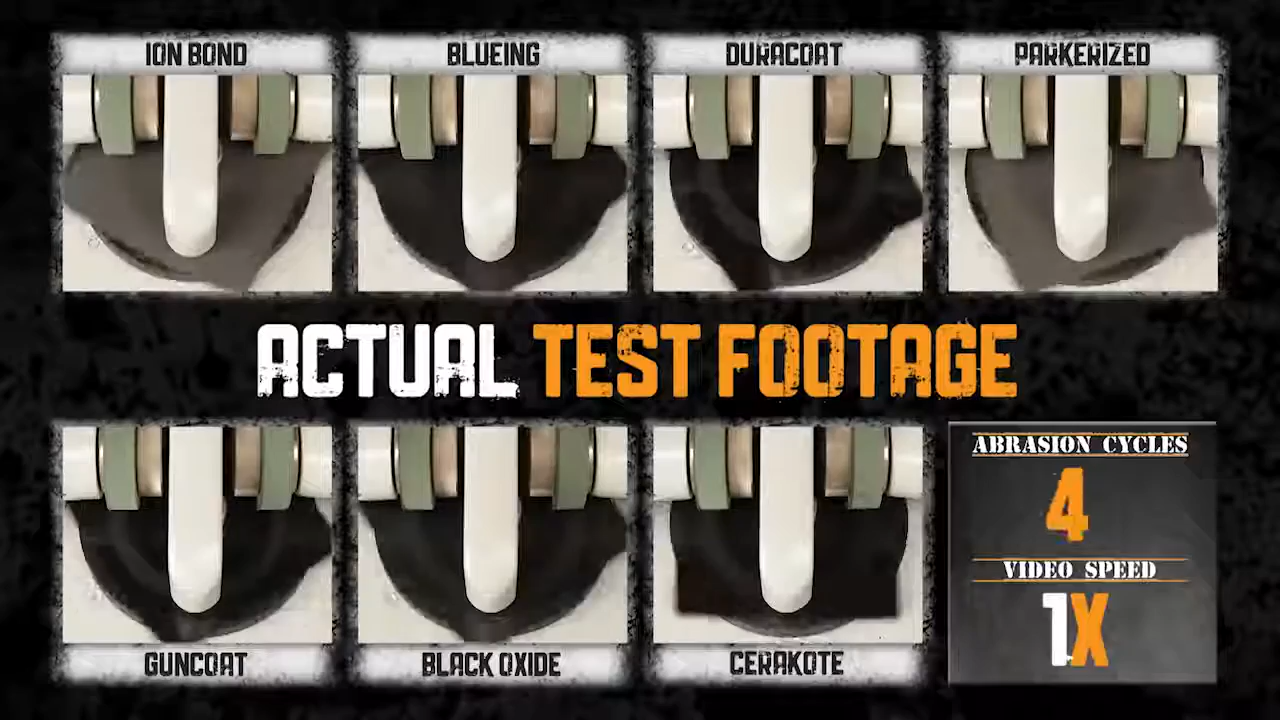 ION BOND
BLUEING
DURACOAT
PARKERIZED
ACTUAL TEST FOOTAGE
GUNCOAT
BLACK OXIDE
CERAKOTE
ABRASION CYCLES
4
VIDEO SPEED
1X